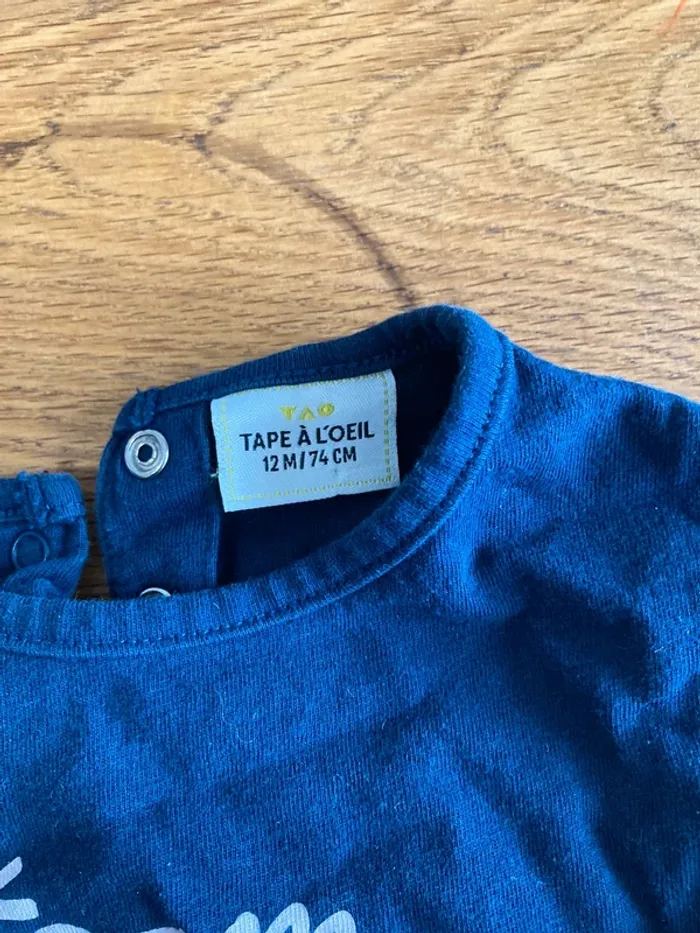 TAO
TAPE À L'OEIL
12 M/74 CM